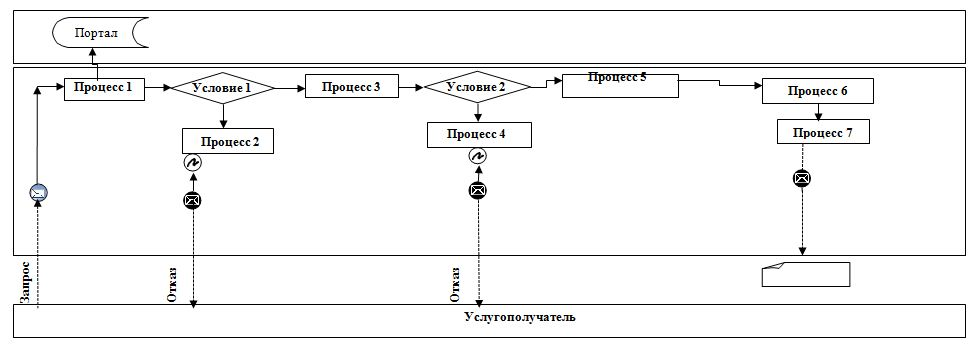 Портал
Процесс 1
Условие 1
Процесс 3
Условие 2
Процесс 5
Процесс 6
Процесс 2
Процесс 4
Процесс 7
Запрос
Отказ
Отказ
Услугополучатель